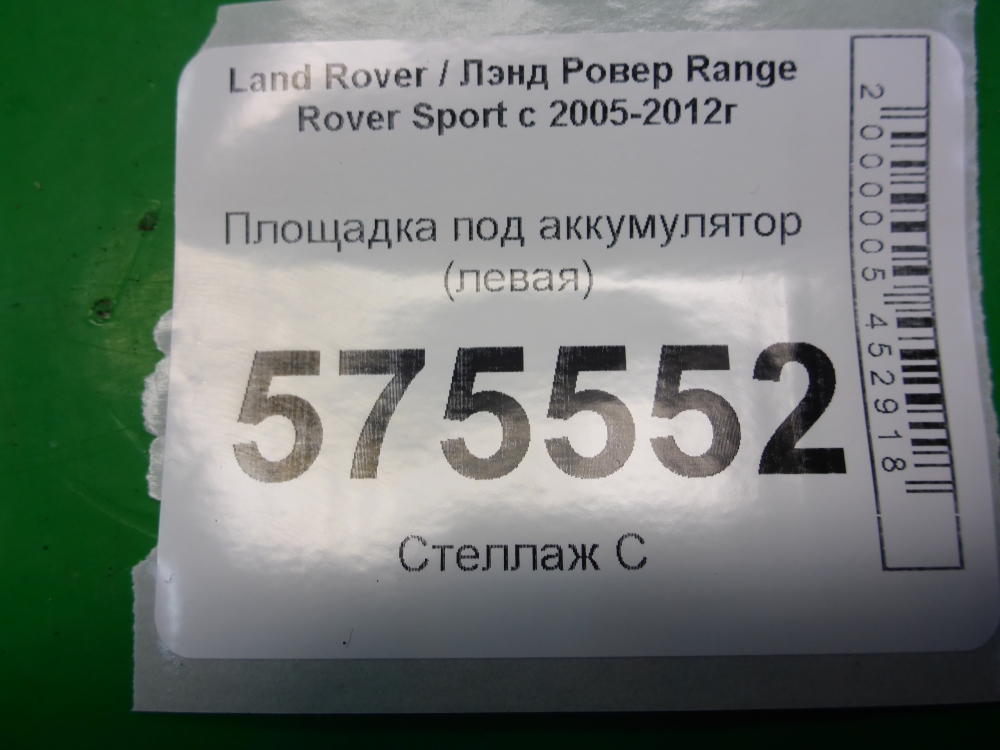 Land Rover / Лэнд Ровер Range
Rover Sport с 2005-2012г
Площадка под аккумулятор
(левая)
575552
Стеллаж С
2000005452918